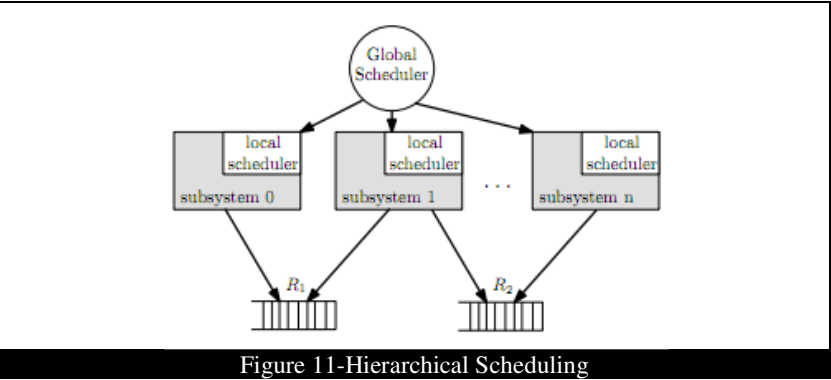 Global
Scheduler
local
scheduler
subsystem 0
local
scheduler
subsystem 1
. . .
local
scheduler
subsystem n
R1
R2
Figure 11-Hierarchical Scheduling